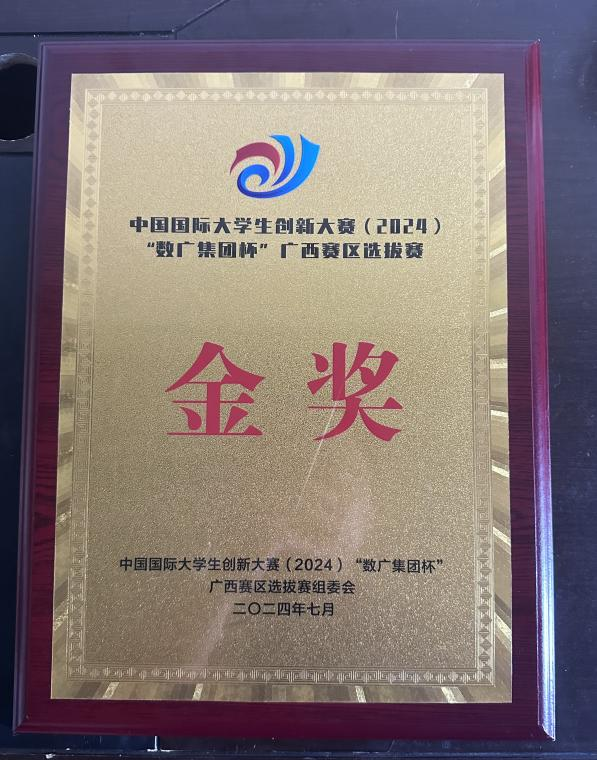 中国国际大学生创新大赛（2024）
“数广集团杯”广西赛区选拔赛
金奖
中国国际大学生创新大赛（2024）“数广集团杯”
广西赛区选拔赛组委会
二〇二四年七月